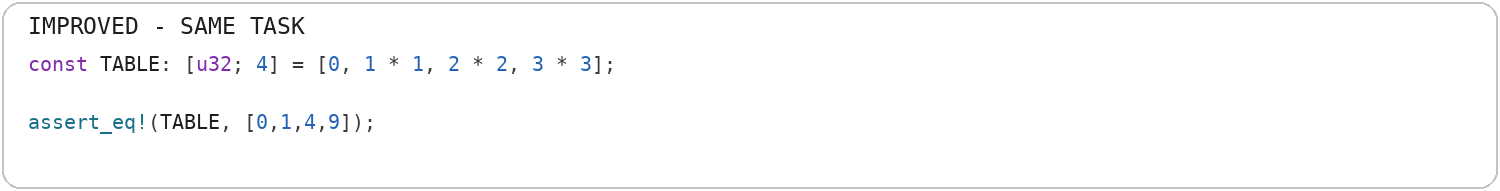 IMPROVED - SAME TASK
const TABLE: [u32; 4] = [0, 1 * 1, 2 * 2, 3 * 3];
assert_eq!(TABLE, [0,1,4,9]);